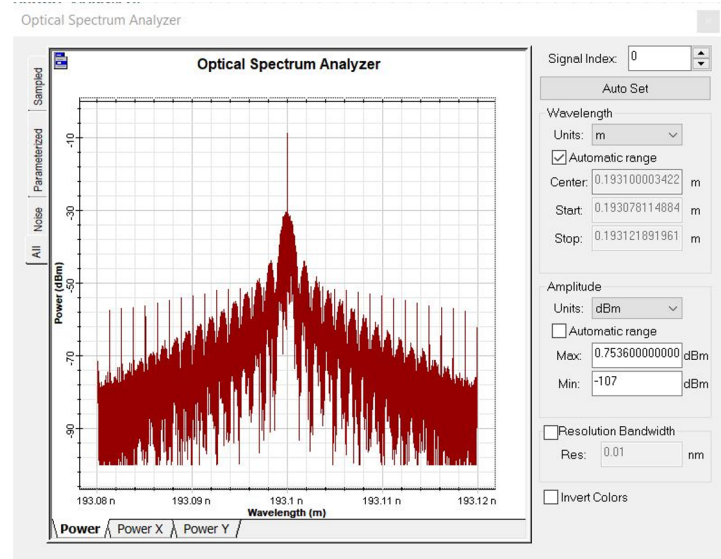 Optical Spectrum Analyzer
Optical Spectrum Analyzer
Signal Index: 0
Auto Set
Wavelength
Units: m
Automatic range
Center: 0.193100003422 m
Start: 0.193078114884 m
Stop: 0.193121891961 m
Amplitude
Units: dBm
Automatic range
Max: 0.753600000000 dBm
Min: -107 dBm
Resolution Bandwidth
Res: 0.01 nm
Invert Colors
Sampled
Parameterized
Noise
All
Power (dBm)
-10
-30
-50
-70
-90
193.08 n 193.09 n 193.1 n 193.11 n 193.12 n
Wavelength (m)
Power Power X Power Y